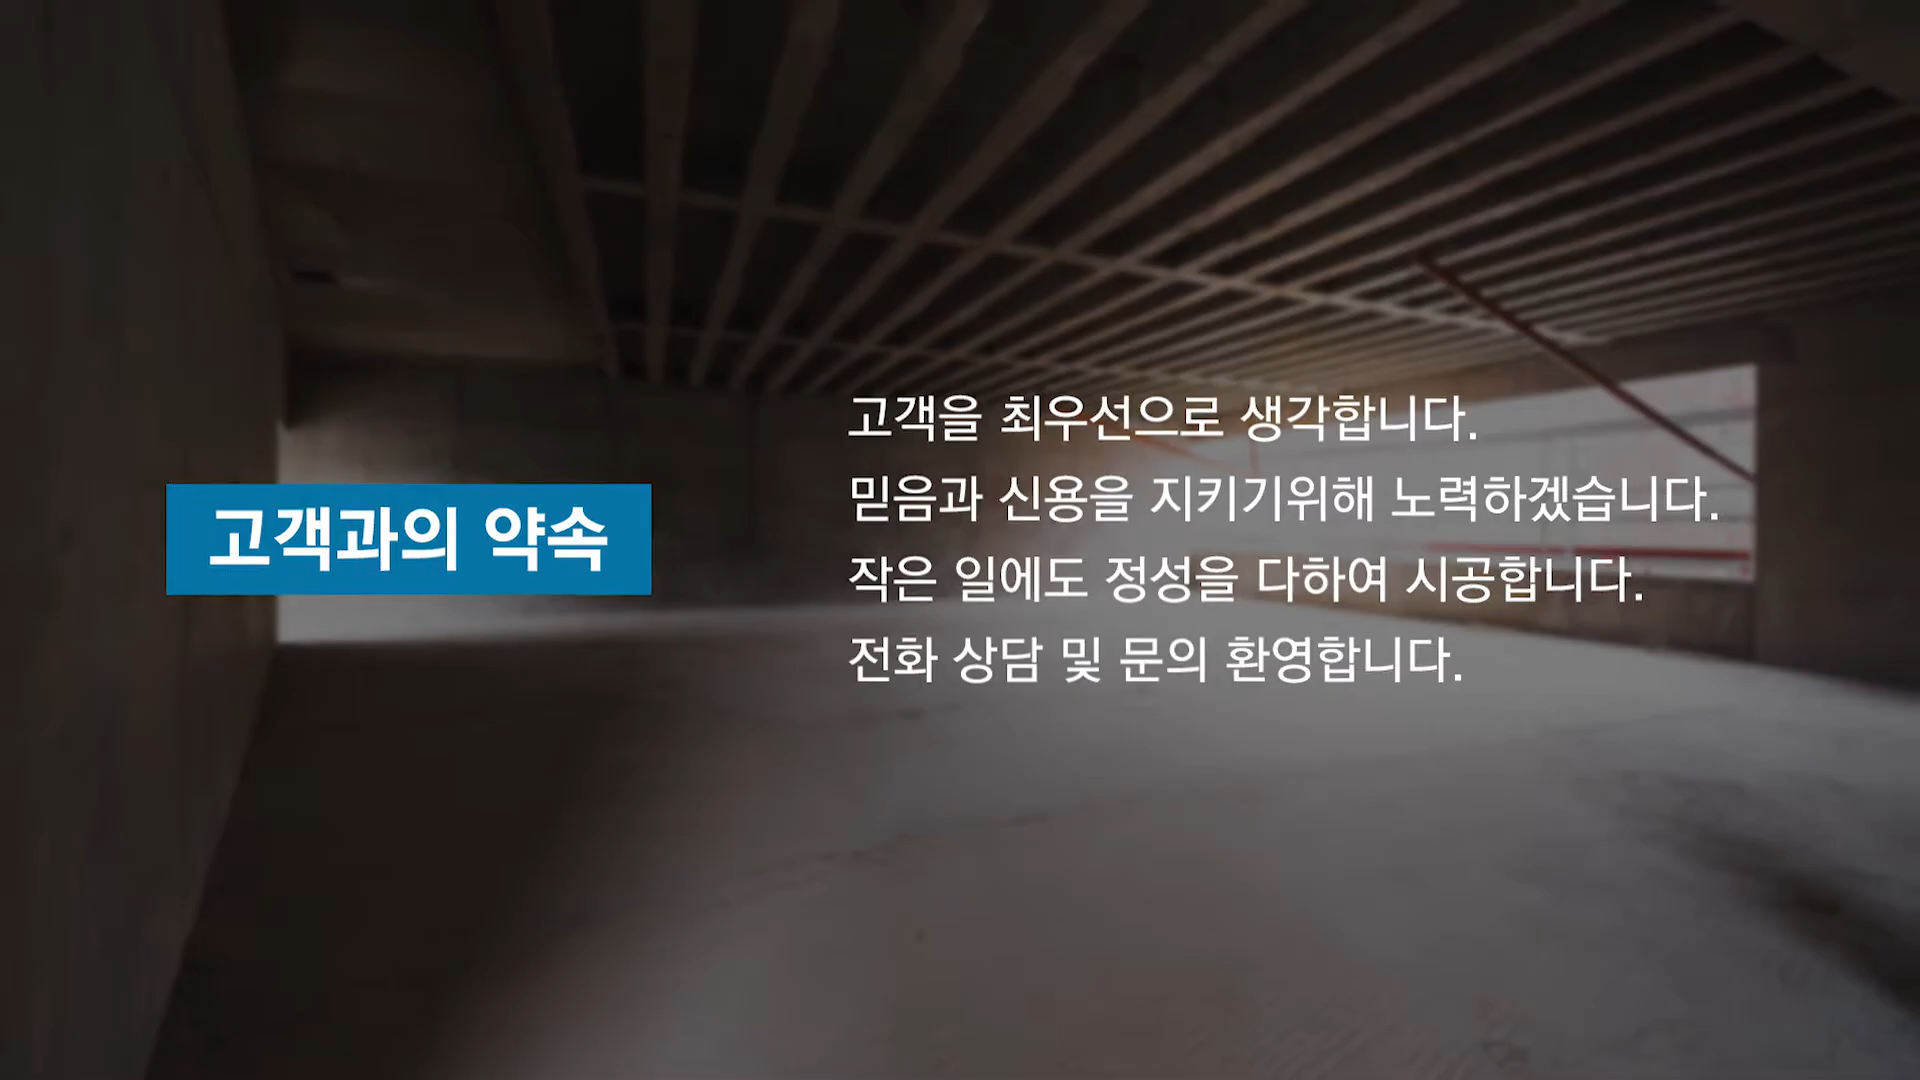 고객과의 약속
고객을 최우선으로 생각합니다.
믿음과 신용을 지키기위해 노력하겠습니다.
작은 일에도 정성을 다하여 시공합니다.
전화 상담 및 문의 환영합니다.